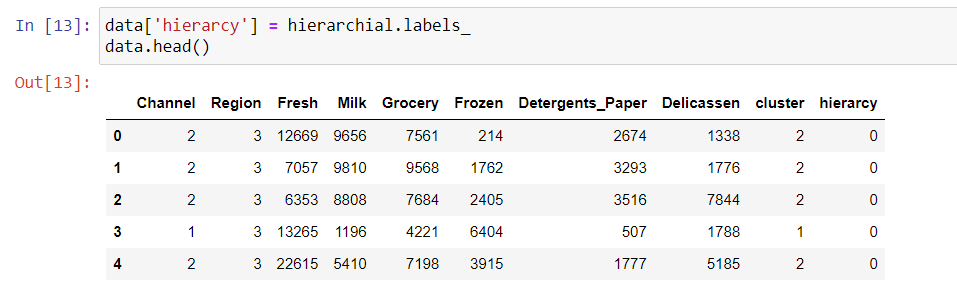 In [13]: data['hierarcy'] = hierarchial.labels_
data.head()
Out[13]:
Channel Region Fresh Milk Grocery Frozen Detergents_Paper Delicassen cluster hierarcy
0 2 3 12669 9656 7561 214 2674 1338 2 0
1 2 3 7057 9810 9568 1762 3293 1776 2 0
2 2 3 6353 8808 7684 2405 3516 7844 2 0
3 1 3 13265 1196 4221 6404 507 1788 1 0
4 2 3 22615 5410 7198 3915 1777 5185 2 0